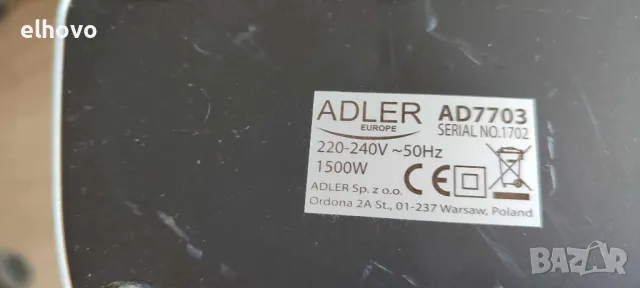 elhovo
ADLER
EUROPE
AD7703
SERIAL NO.1702
220-240V ~50Hz
1500W
CE
ADLER Sp. z o.o.
Ordona 2A St., 01-237 Warsaw, Poland
BAZAR